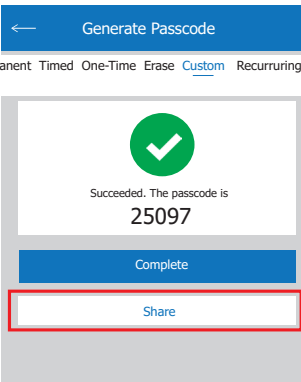 Generate Passcode
anent Timed One-Time Erase Custom Recurruring
Succeeded. The passcode is
25097
Complete
Share